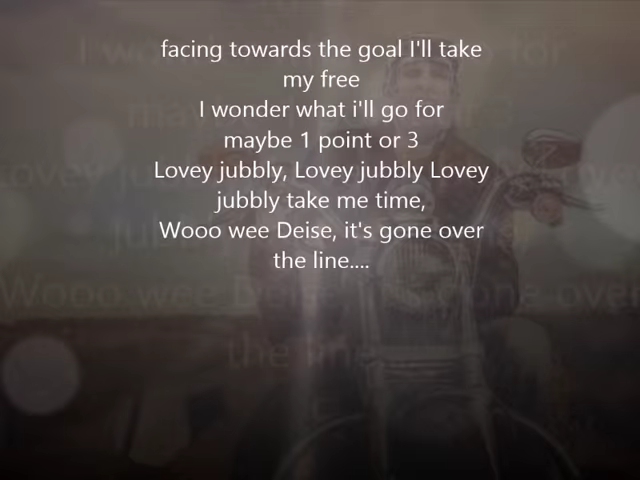 facing towards the goal I'll take
my free
I wonder what i'll go for
maybe 1 point or 3
Lovey jubbly, Lovey jubbly Lovey
jubbly take me time,
Wooo wee Deise, it's gone over
the line....